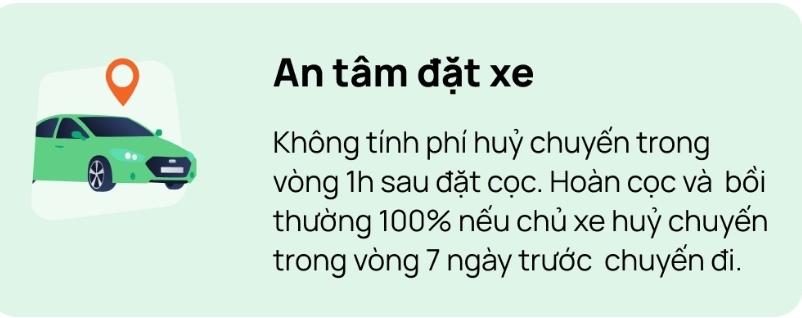 An tâm đặt xe
Không tính phí huỷ chuyến trong
vòng 1h sau đặt cọc. Hoàn cọc và  bồi
thường 100% nếu chủ xe huỷ chuyến
trong vòng 7 ngày trước  chuyến đi.